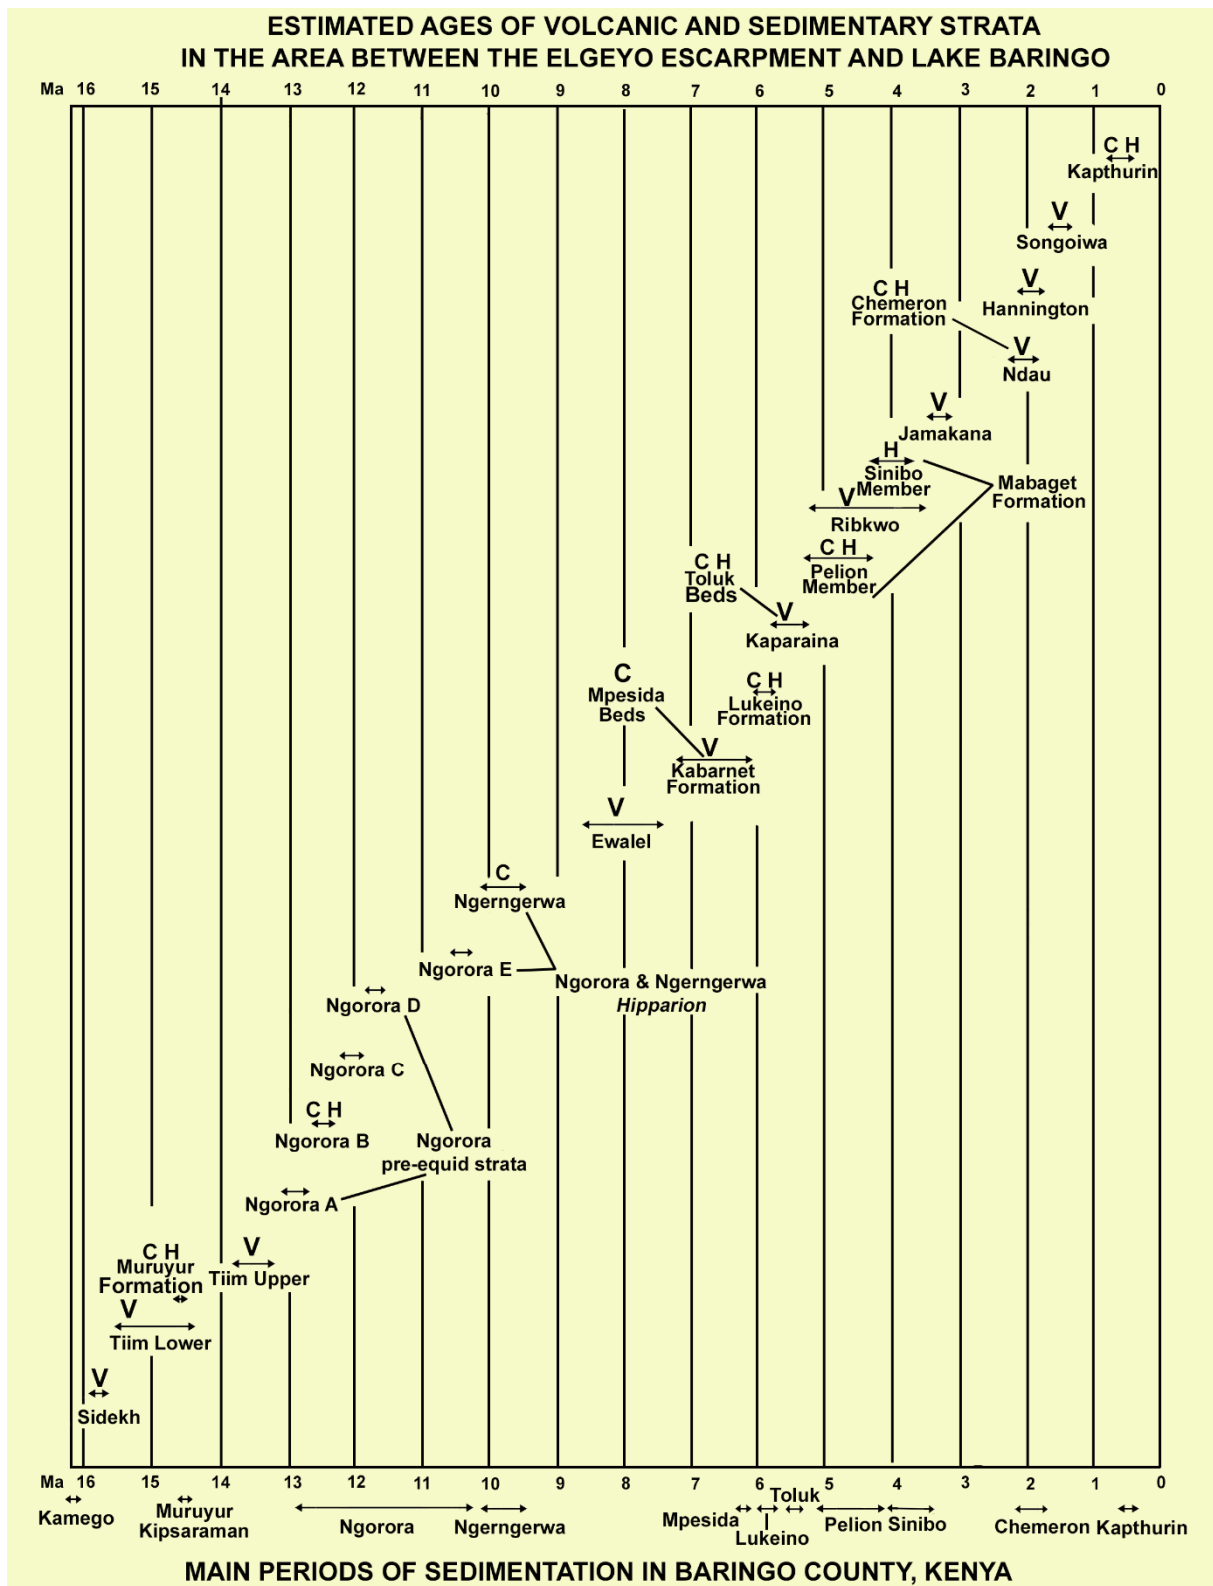 ESTIMATED AGES OF VOLCANIC AND SEDIMENTARY STRATA
IN THE AREA BETWEEN THE ELGEYO ESCARPMENT AND LAKE BARINGO
Ma 16 15 14 13 12 11 10 9 8 7 6 5 4 3 2 1 0
C H
Kapthurin
V
Songoiwa
V
Hannington
C H
Chemeron
Formation
V
Ndau
V
Jamakana
H
Sinibo
Member
Mabaget
Formation
V
Ribkwo
C H
Pelion
Member
C H
Toluk
Beds
V
Kaparaina
C
Mpesida
Beds
C H
Lukeino
Formation
V
Kabarnet
Formation
V
Ewalel
C
Ngerngerwa
Ngorora E
Ngorora & Ngerngerwa
Hipparion
Ngorora D
Ngorora C
C H
Ngorora B
Ngorora
pre-equid strata
Ngorora A
C H
Muruyur
Formation
V
Tiim Upper
V
Tiim Lower
V
Sidekh
Ma 16 15 14 13 12 11 10 9 8 7 6 5 4 3 2 1 0
Kamego
Muruyur
Kipsaraman
Ngorora
Ngerngerwa
Mpesida
Lukeino
Toluk
Pelion
Sinibo
Chemeron
Kapthurin
MAIN PERIODS OF SEDIMENTATION IN BARINGO COUNTY, KENYA